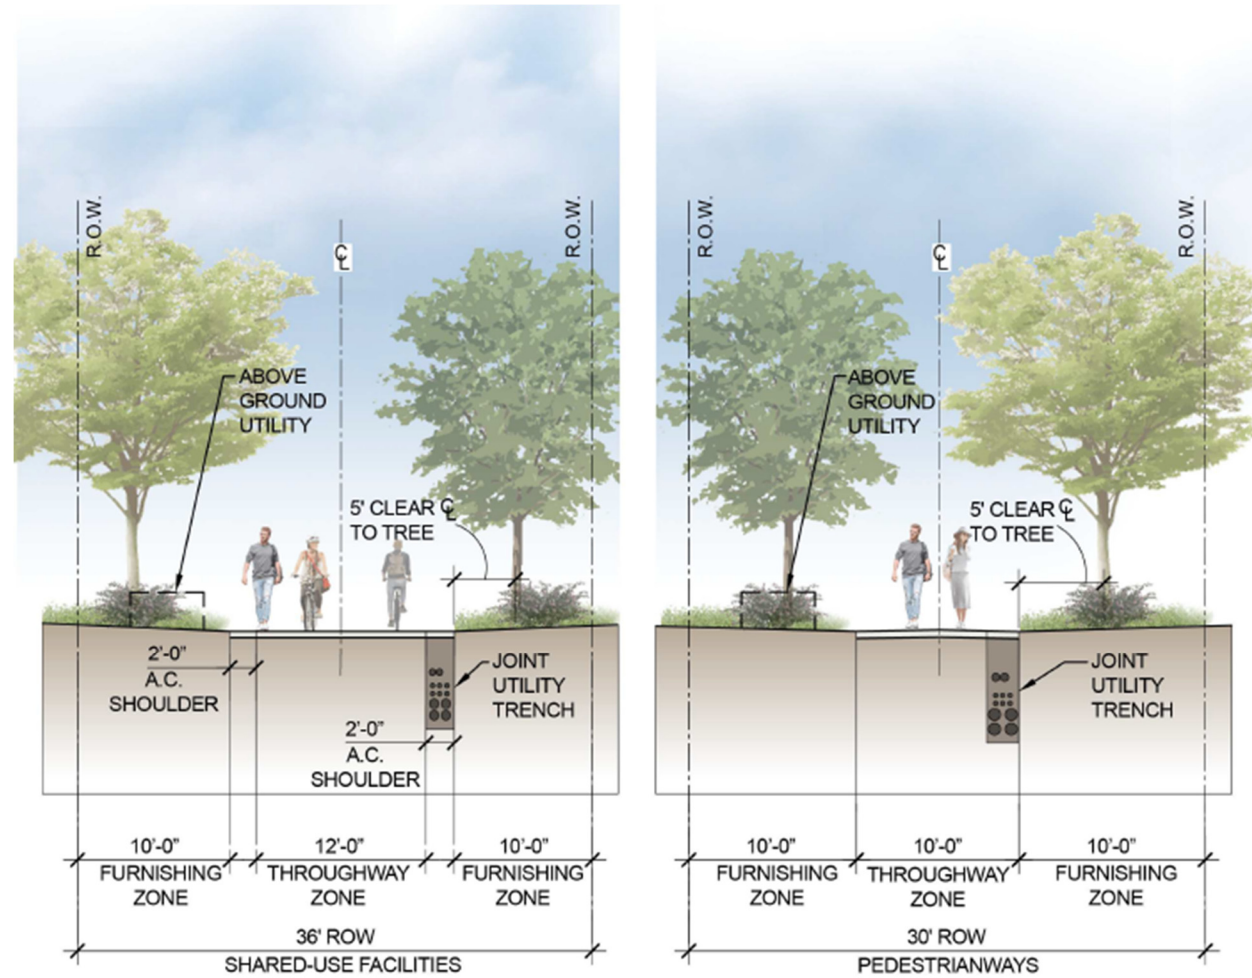 R.O.W.
℄
R.O.W.
ABOVE
GROUND
UTILITY
5' CLEAR ℄
TO TREE
2'-0"
A.C.
SHOULDER
JOINT
UTILITY
TRENCH
2'-0"
A.C.
SHOULDER
10'-0"
FURNISHING
ZONE
12'-0"
THROUGHWAY
ZONE
10'-0"
FURNISHING
ZONE
36' ROW
SHARED-USE FACILITIES
R.O.W.
℄
R.O.W.
ABOVE
GROUND
UTILITY
5' CLEAR ℄
TO TREE
JOINT
UTILITY
TRENCH
10'-0"
FURNISHING
ZONE
10'-0"
THROUGHWAY
ZONE
10'-0"
FURNISHING
ZONE
30' ROW
PEDESTRIANWAYS